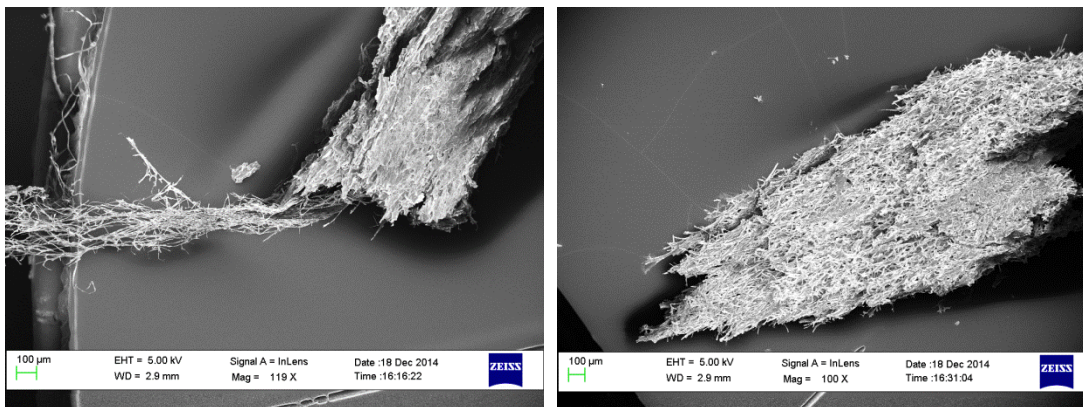 100 µm
EHT = 5.00 kV Signal A = InLens Date :18 Dec 2014
WD = 2.9 mm Mag = 119 X Time :16:16:22
ZEISS
100 µm
EHT = 5.00 kV Signal A = InLens Date :18 Dec 2014
WD = 2.9 mm Mag = 100 X Time :16:31:04
ZEISS